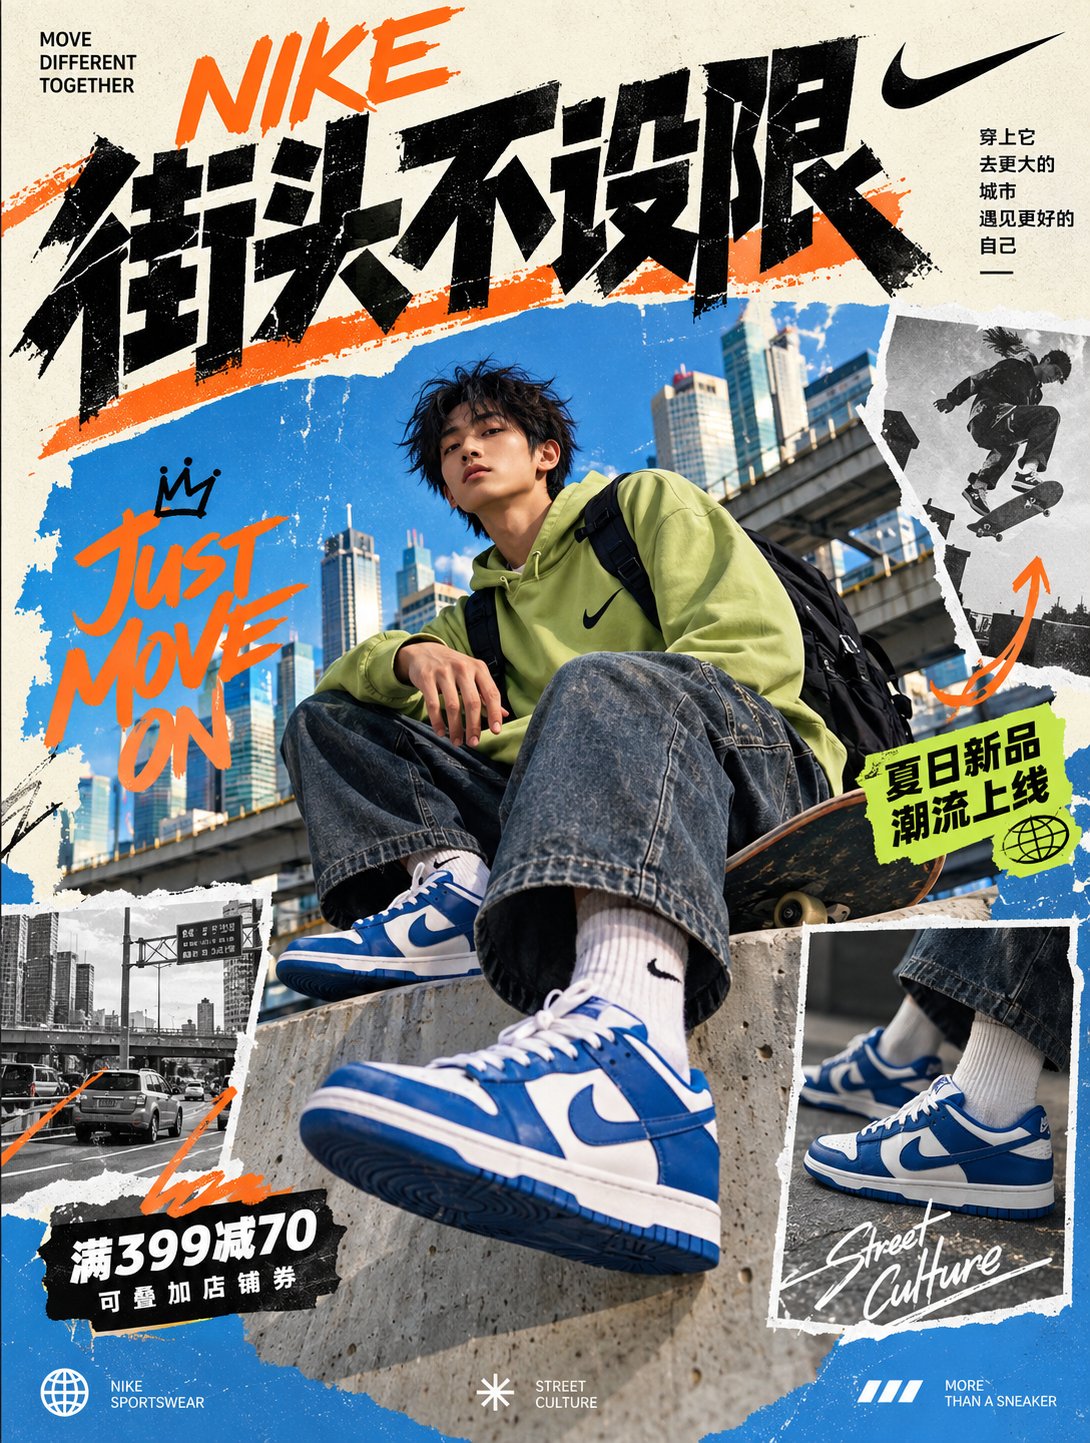 MOVE
DIFFERENT
TOGETHER
NIKE
街头不设限
穿上它
去更大的
城市
遇见更好的
自己
JUST
MOVE
ON
夏日新品
潮流上线
满399减70
可叠加店铺券
Street
Culture
NIKE
SPORTSWEAR
STREET
CULTURE
MORE
THAN A SNEAKER